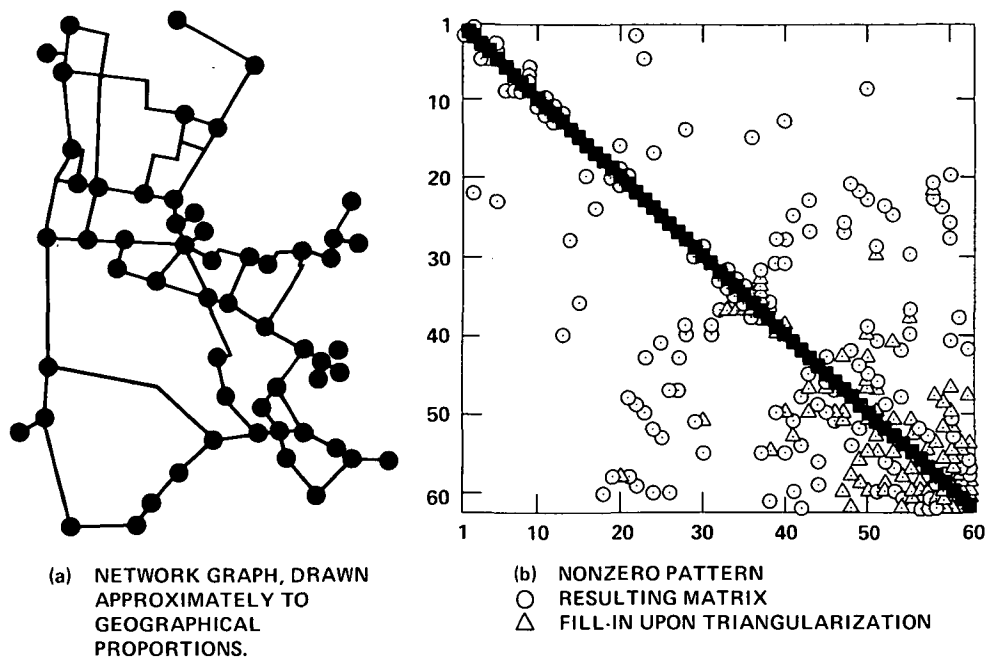 1
10
20
30
40
50
60
1 10 20 30 40 50 60
(a) NETWORK GRAPH, DRAWN
APPROXIMATELY TO
GEOGRAPHICAL
PROPORTIONS.
(b) NONZERO PATTERN
RESULTING MATRIX
FILL-IN UPON TRIANGULARIZATION